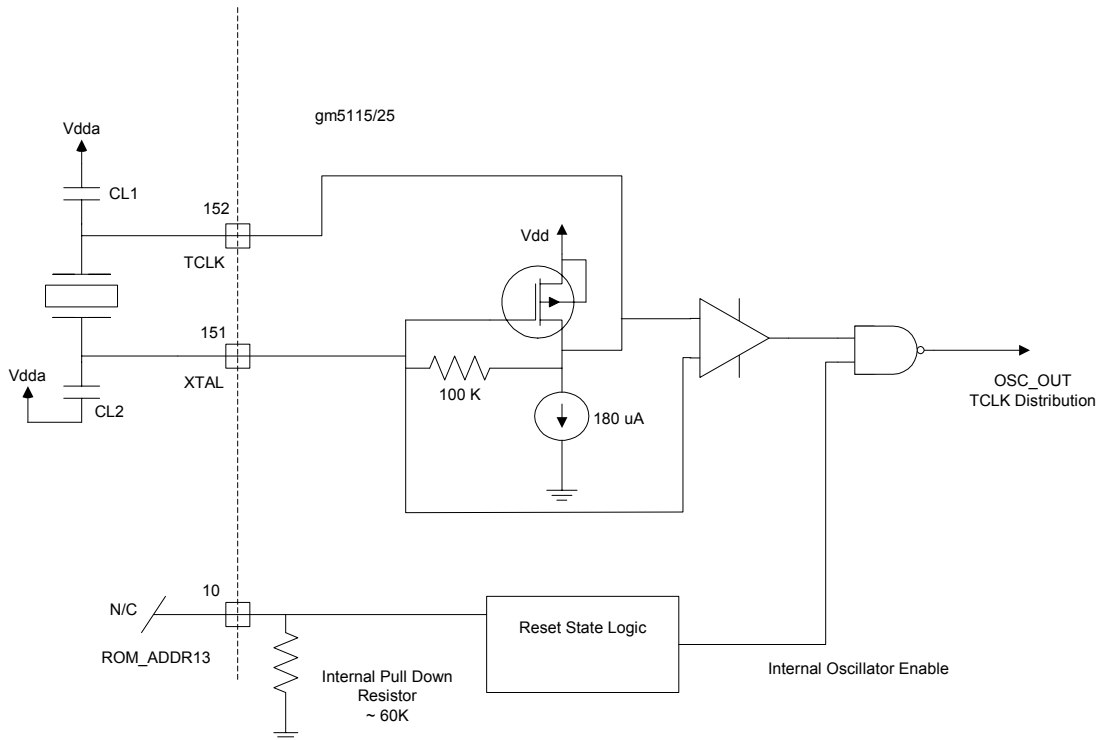 gm5115/25
Vdda
CL1
152
TCLK
Vdd
151
XTAL
Vdda
CL2
100 K
180 uA
OSC_OUT
TCLK Distribution
10
N/C
ROM_ADDR13
Reset State Logic
Internal Oscillator Enable
Internal Pull Down
Resistor
~ 60K